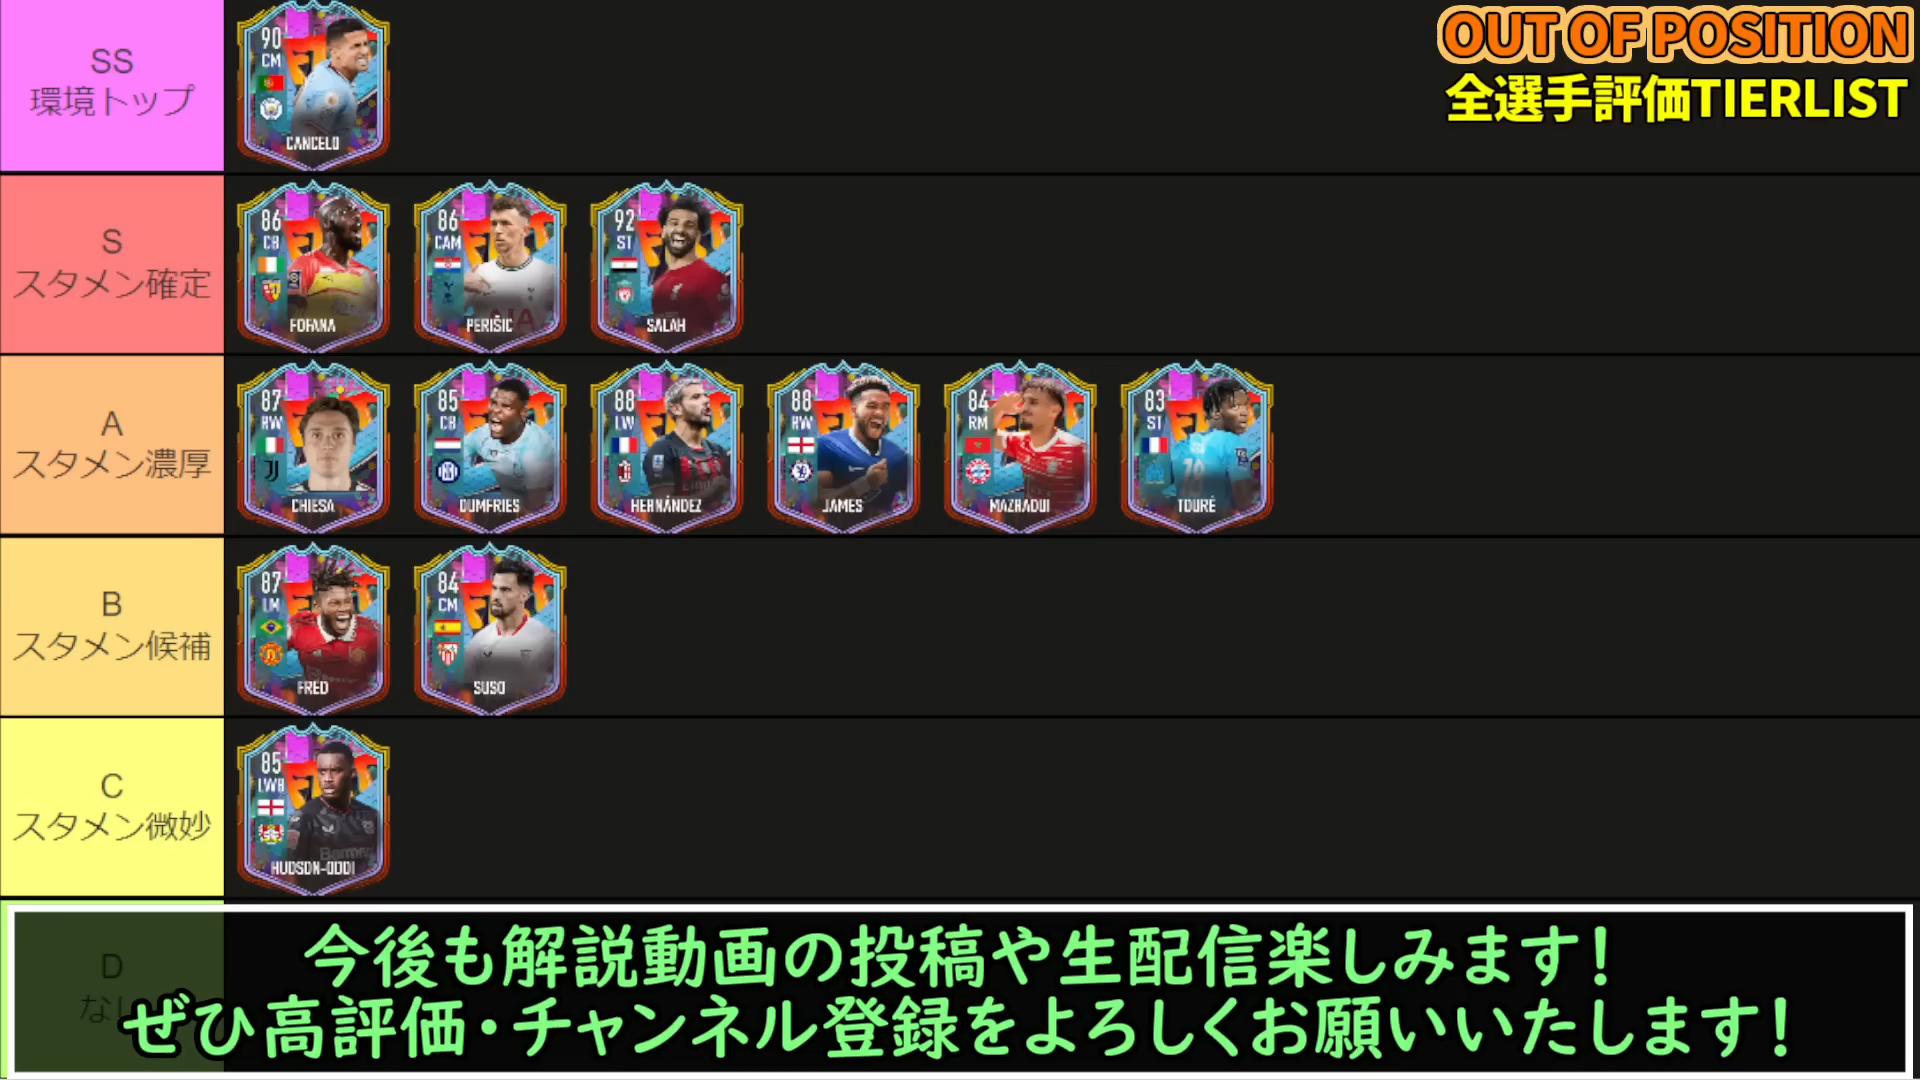 OUT OF POSITION
全選手評価TIERLIST
SS
環境トップ
90
CM
CANCELO
S
スタメン確定
86
CB
FOFANA
86
CAM
PERIŠIĆ
92
ST
SALAH
A
スタメン濃厚
87
RW
CHIESA
85
CB
DUMFRIES
88
LW
HERNÁNDEZ
88
RW
JAMES
84
RM
MAZRAOUI
83
ST
TOURÉ
B
スタメン候補
87
LM
FRED
84
CM
SUSO
C
スタメン微妙
85
LWB
HUDSON-ODOI
D
なし
今後も解説動画の投稿や生配信楽しみます!
ぜひ高評価・チャンネル登録をよろしくお願いいたします!